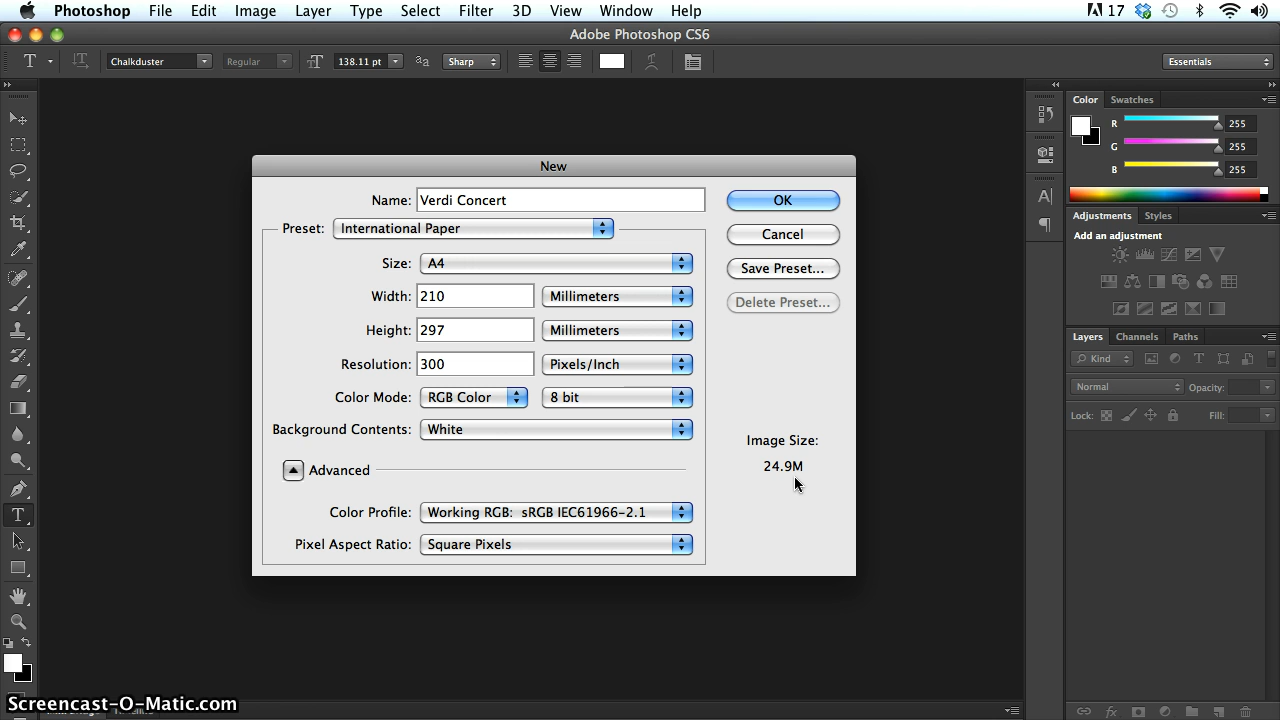 Photoshop File Edit Image Layer Type Select Filter 3D View Window Help 17
Adobe Photoshop CS6
T Chalkduster Regular T 138.11 pt aa Sharp Essentials
Color Swatches
R 255
G 255
B 255
Adjustments Styles
Add an adjustment
Layers Channels Paths
Kind
Normal Opacity:
Lock: Fill:
New
Name: Verdi Concert OK
Preset: International Paper Cancel
Size: A4 Save Preset...
Width: 210 Millimeters Delete Preset...
Height: 297 Millimeters
Resolution: 300 Pixels/Inch
Color Mode: RGB Color 8 bit
Background Contents: White
Image Size:
24.9M
Advanced
Color Profile: Working RGB: sRGB IEC61966-2.1
Pixel Aspect Ratio: Square Pixels
Screencast-O-Matic.com